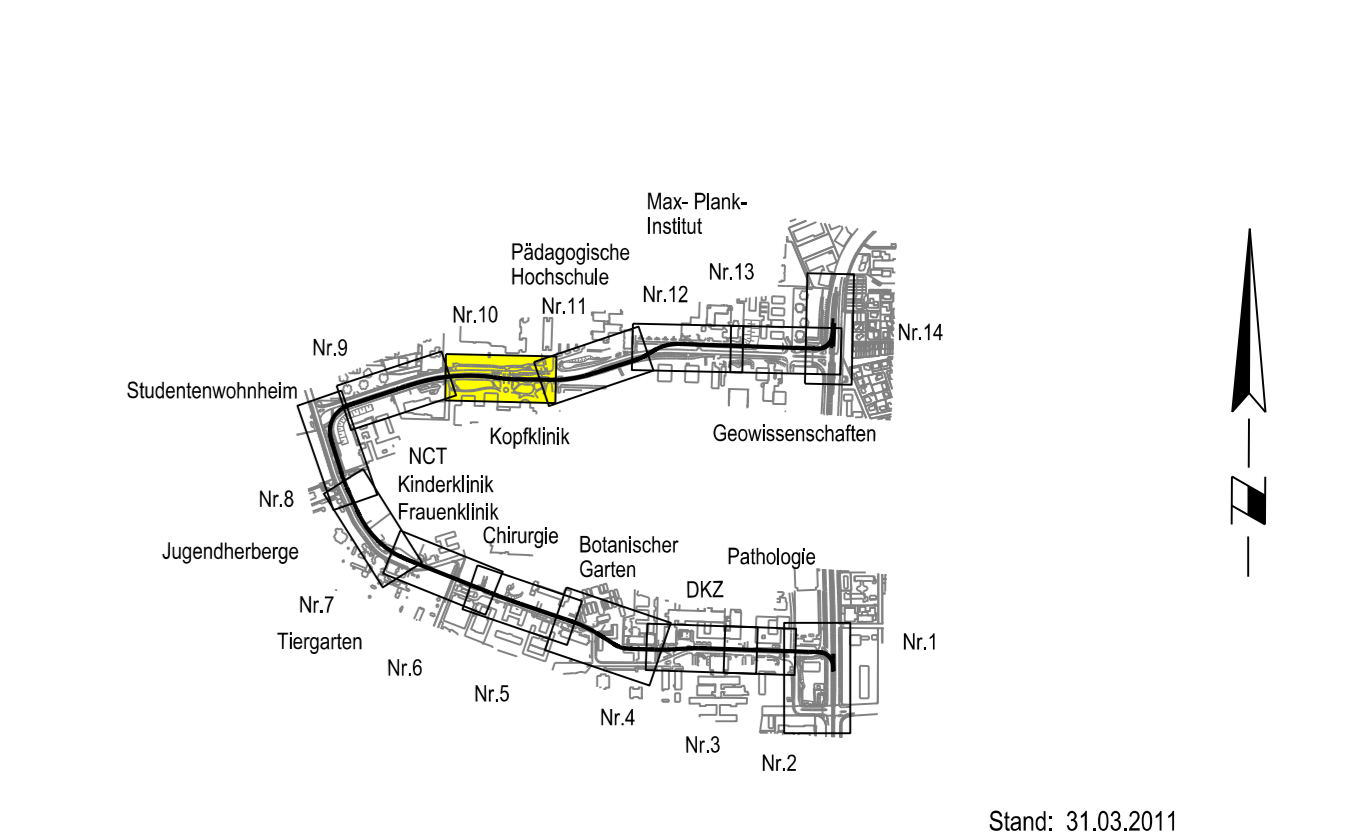 Max- Plank-
Institut
Pädagogische
Hochschule
Nr.13
Nr.12
Nr.11
Nr.10
Nr.14
Nr.9
Studentenwohnheim
Kopfklinik
Geowissenschaften
NCT
Kinderklinik
Frauenklinik
Nr.8
Chirurgie
Jugendherberge
Botanischer
Garten
Pathologie
DKZ
Nr.7
Tiergarten
Nr.1
Nr.6
Nr.5
Nr.4
Nr.3
Nr.2
Stand: 31.03.2011